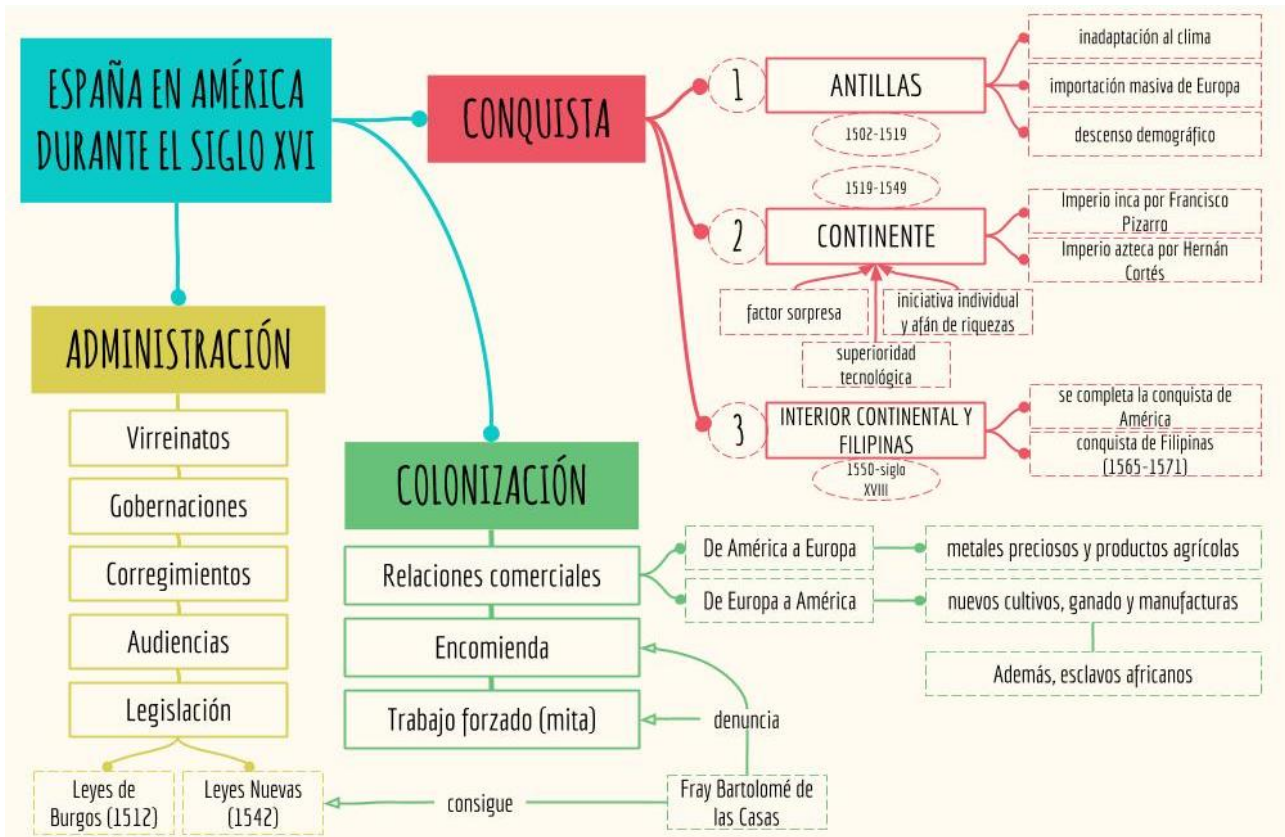 ESPAÑA EN AMÉRICA
DURANTE EL SIGLO XVI
CONQUISTA
1
ANTILLAS
1502-1519
inadaptación al clima
importación masiva de Europa
descenso demográfico
1519-1549
2
CONTINENTE
Imperio inca por Francisco
Pizarro
Imperio azteca por Hernán
Cortés
factor sorpresa
superioridad
tecnológica
iniciativa individual
y afán de riquezas
3
INTERIOR CONTINENTAL Y
FILIPINAS
1550-siglo
XVIII
se completa la conquista de
América
conquista de Filipinas
(1565-1571)
ADMINISTRACIÓN
Virreinatos
Gobernaciones
Corregimientos
Audiencias
Legislación
Leyes de
Burgos (1512)
Leyes Nuevas
(1542)
COLONIZACIÓN
Relaciones comerciales
De América a Europa
metales preciosos y productos agrícolas
De Europa a América
nuevos cultivos, ganado y manufacturas
Además, esclavos africanos
Encomienda
Trabajo forzado (mita)
denuncia
consigue
Fray Bartolomé de
las Casas